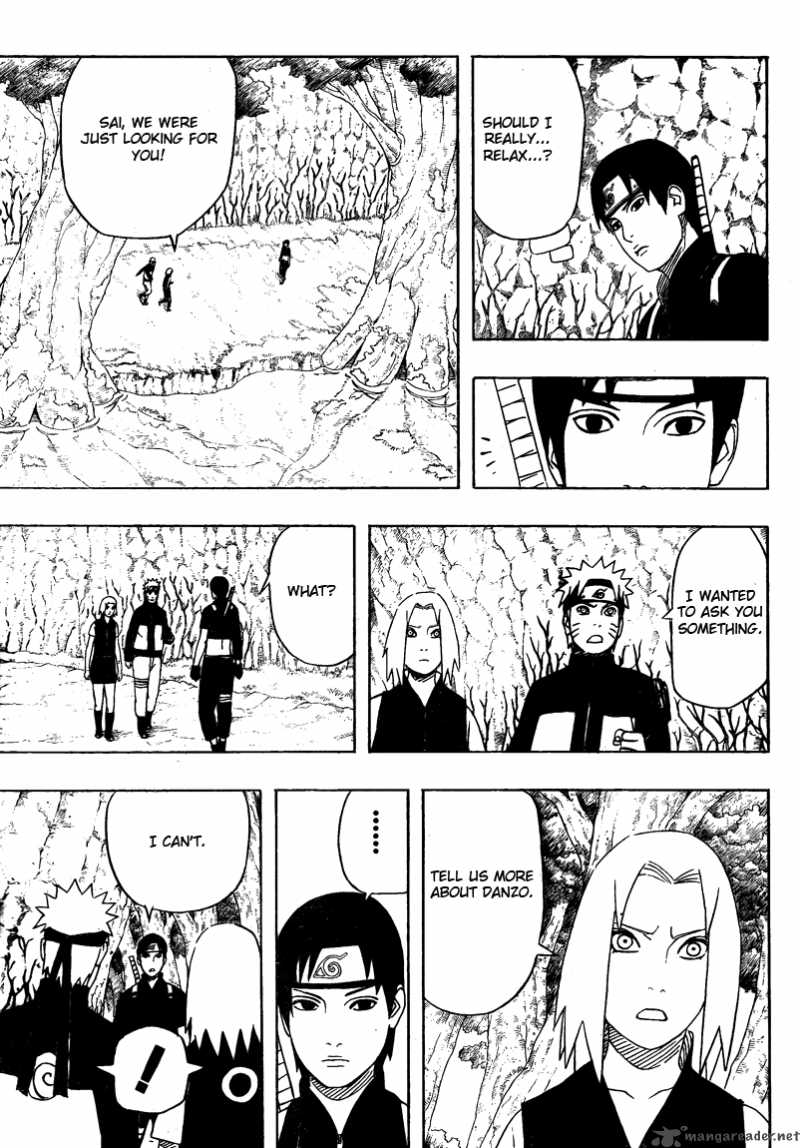 SHOULD I
REALLY...
RELAX...?
SAI, WE WERE
JUST LOOKING FOR
YOU!
I WANTED
TO ASK YOU
SOMETHING.
WHAT?
TELL US MORE
ABOUT DANZO.
......
I CAN'T.
!
mangareader.net